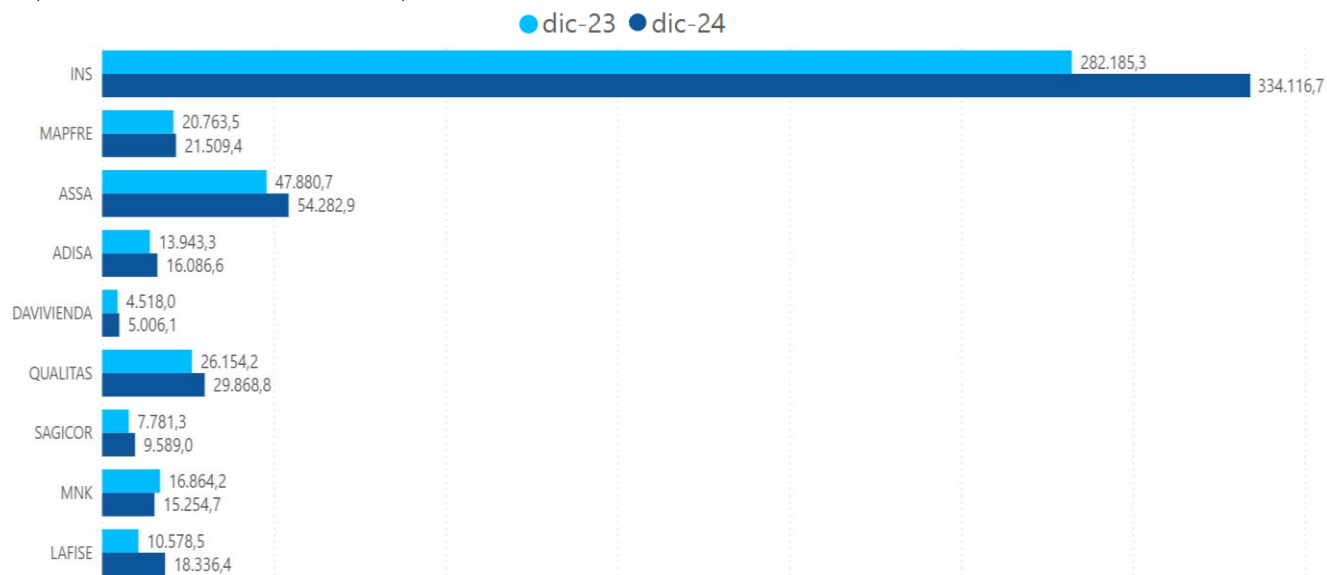 dic-23 dic-24
INS 282.185,3
334.116,7
MAPFRE 20.763,5
21.509,4
ASSA 47.880,7
54.282,9
ADISA 13.943,3
16.086,6
DAVIVIENDA 4.518,0
5.006,1
QUALITAS 26.154,2
29.868,8
SAGICOR 7.781,3
9.589,0
MNK 16.864,2
15.254,7
LAFISE 10.578,5
18.336,4